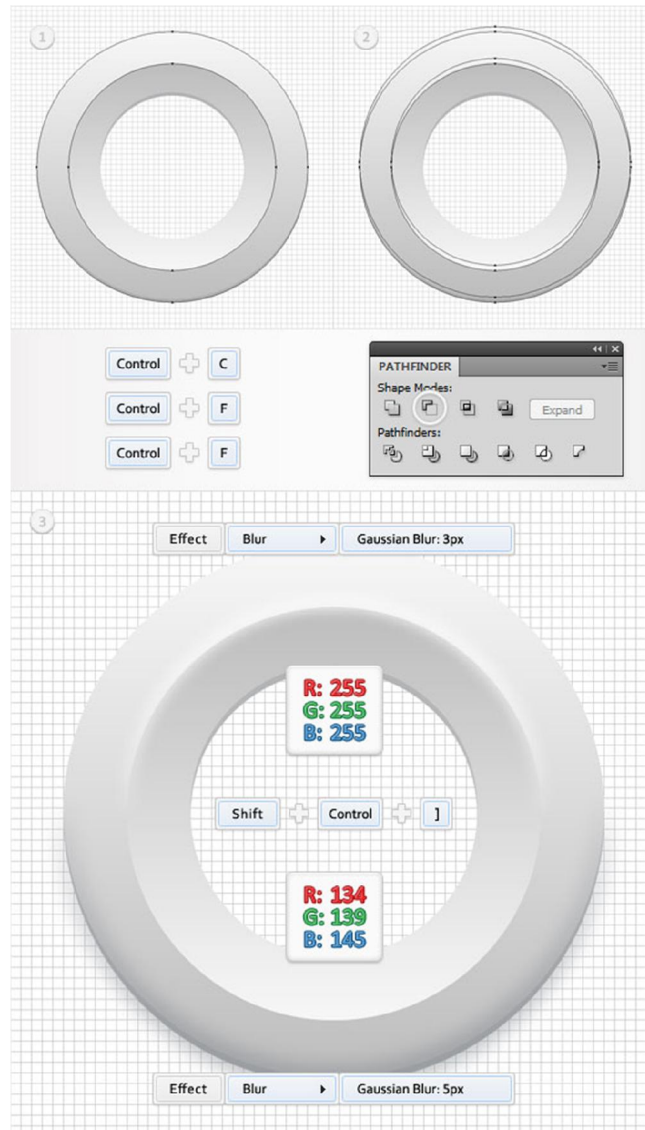 1
2
Control + C
Control + F
Control + F
PATHFINDER
Shape Modes:
Expand
Pathfinders:
3
Effect Blur Gaussian Blur: 3px
R: 255
G: 255
B: 255
Shift + Control + ]
R: 134
G: 139
B: 145
Effect Blur Gaussian Blur: 5px